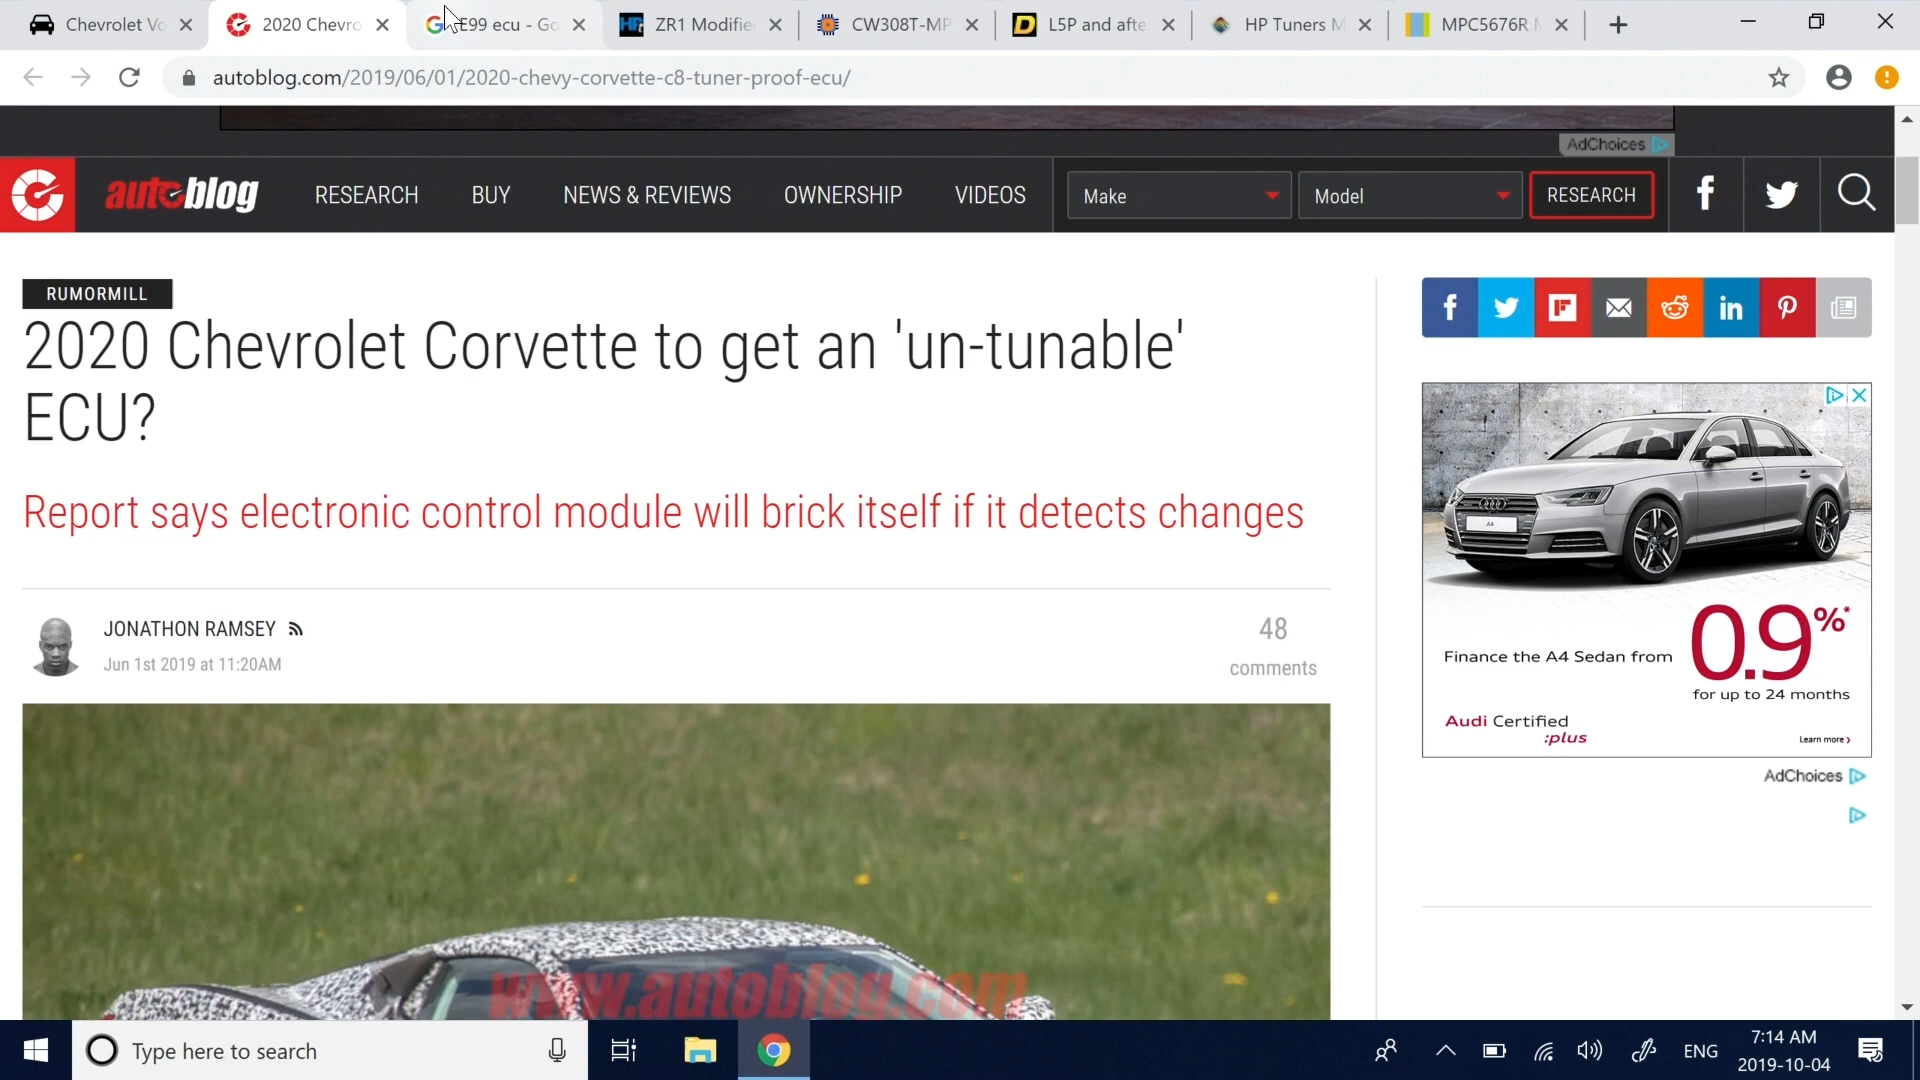 Chevrolet Vo
2020 Chevro
E99 ecu - Go
ZR1 Modifie
CW308T-MP
L5P and afte
HP Tuners M
MPC5676R M
autoblog.com/2019/06/01/2020-chevy-corvette-c8-tuner-proof-ecu/
AdChoices
autoblog
RESEARCH
BUY
NEWS & REVIEWS
OWNERSHIP
VIDEOS
Make
Model
RESEARCH
RUMORMILL
2020 Chevrolet Corvette to get an 'un-tunable'
ECU?
Report says electronic control module will brick itself if it detects changes
JONATHON RAMSEY
Jun 1st 2019 at 11:20AM
48
comments
www.autoblog.com
A4
Finance the A4 Sedan from
0.9%*
for up to 24 months
Audi Certified
:plus
Learn more
AdChoices
Type here to search
ENG
7:14 AM
2019-10-04